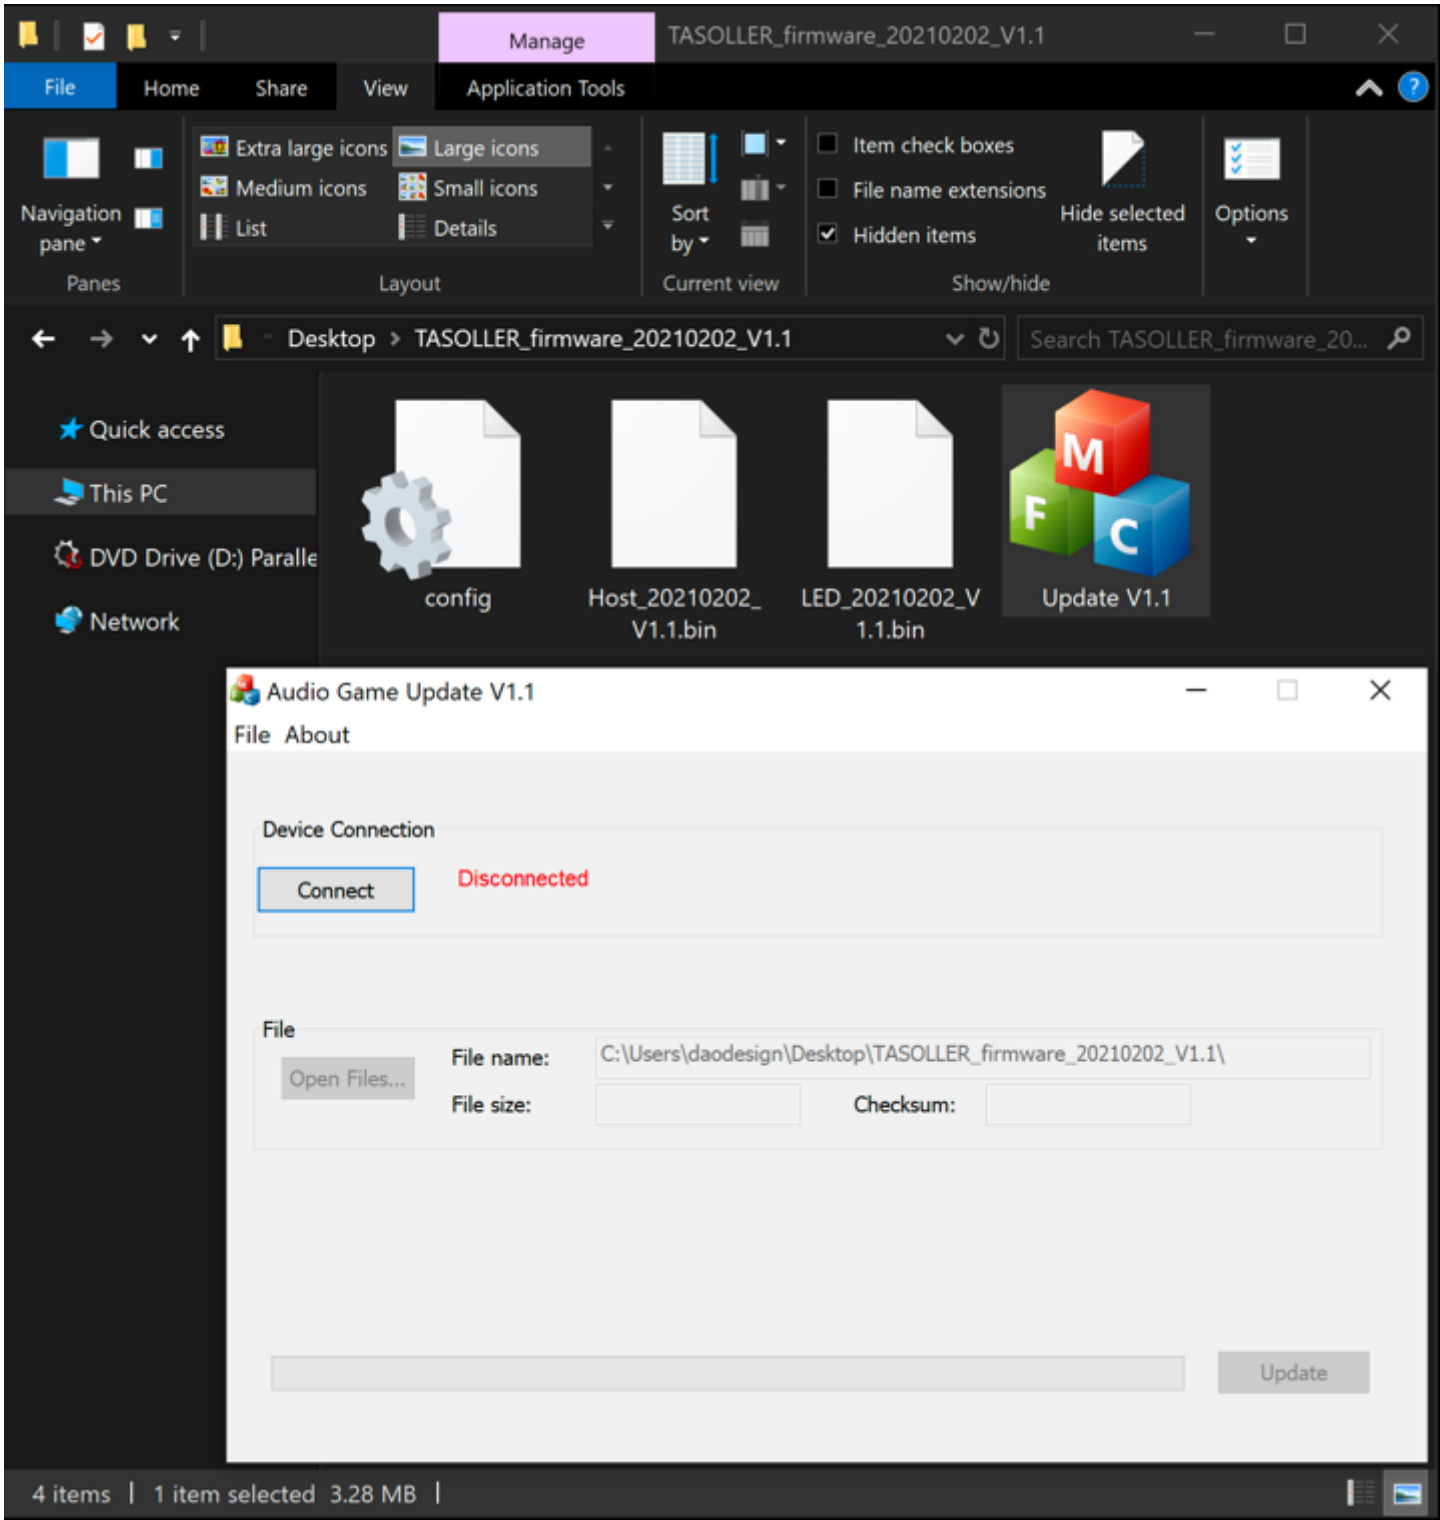 Manage
TASOLLER_firmware_20210202_V1.1
File
Home
Share
View
Application Tools
?
Navigation
pane
Panes
Extra large icons
Large icons
Medium icons
Small icons
List
Details
Layout
Sort
by
Current view
Item check boxes
File name extensions
Hidden items
Hide selected
items
Show/hide
Options
« Desktop > TASOLLER_firmware_20210202_V1.1
Search TASOLLER_firmware_20...
Quick access
This PC
DVD Drive (D:) Paralle
Network
config
Host_20210202_
V1.1.bin
LED_20210202_V
1.1.bin
M
F
C
Update V1.1
Audio Game Update V1.1
File About
Device Connection
Connect
Disconnected
File
Open Files...
File name:
C:\Users\daodesign\Desktop\TASOLLER_firmware_20210202_V1.1\
File size:
Checksum:
Update
4 items
1 item selected 3.28 MB